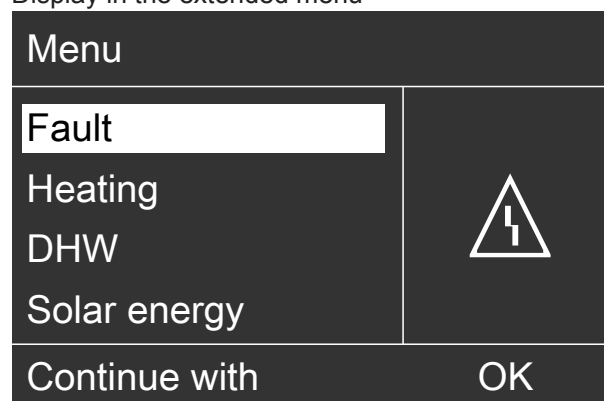 Display in the extended menu
Menu
Fault
Heating
DHW
Solar energy
Continue with OK